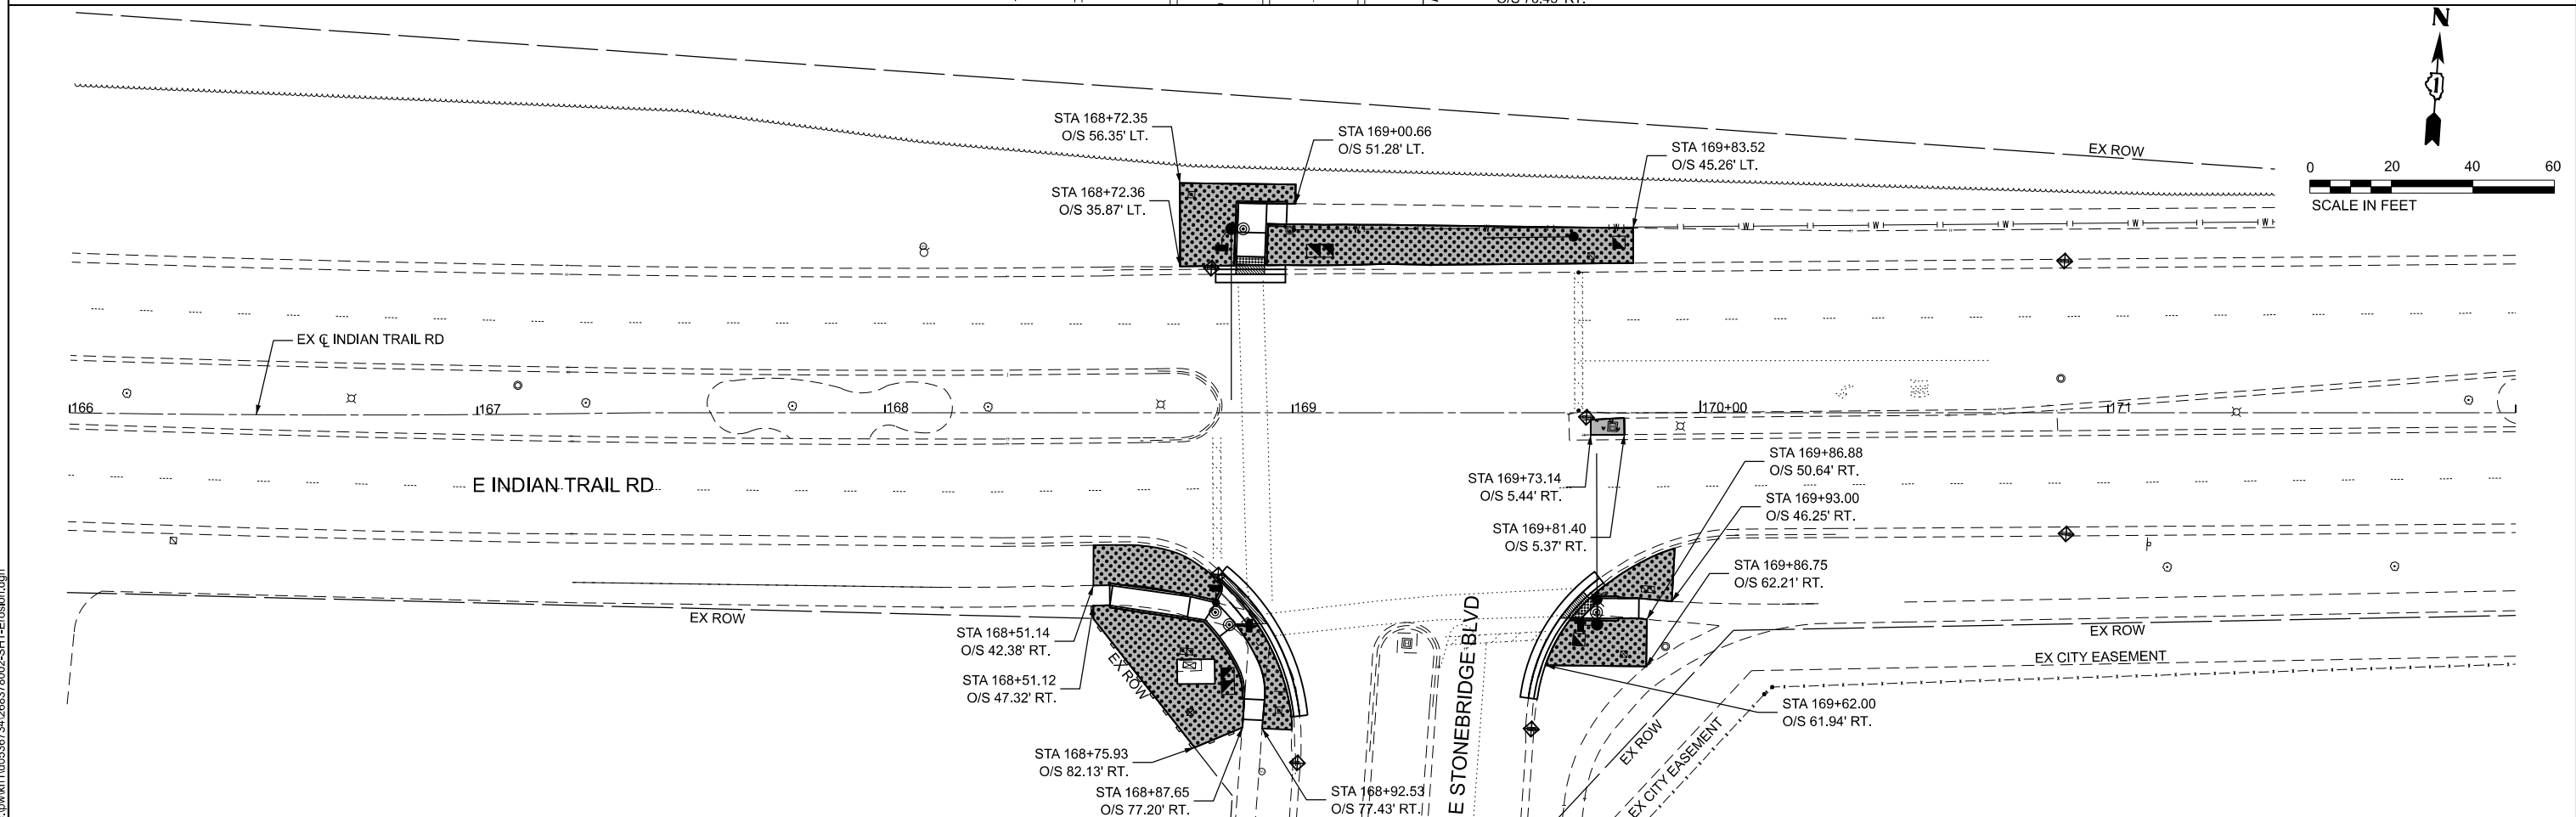 N
0 20 40 60
SCALE IN FEET
STA 168+72.35
O/S 56.35' LT.
STA 169+00.66
O/S 51.28' LT.
STA 169+83.52
O/S 45.26' LT.
EX ROW
STA 168+72.36
O/S 35.87' LT.
W W W W W
EX ℄ INDIAN TRAIL RD
166
167
168
169
170+00
171
E INDIAN TRAIL RD
STA 169+73.14
O/S 5.44' RT.
STA 169+86.88
O/S 50.64' RT.
STA 169+81.40
O/S 5.37' RT.
STA 169+93.00
O/S 46.25' RT.
STA 169+86.75
O/S 62.21' RT.
EX ROW
STA 168+51.14
O/S 42.38' RT.
STA 168+51.12
O/S 47.32' RT.
EX ROW
E STONEBRIDGE BLVD
EX ROW
EX CITY EASEMENT
STA 169+62.00
O/S 61.94' RT.
EX ROW
EX CITY EASEMENT
STA 168+75.93
O/S 82.13' RT.
STA 168+87.65
O/S 77.20' RT.
STA 168+92.53
O/S 77.43' RT.